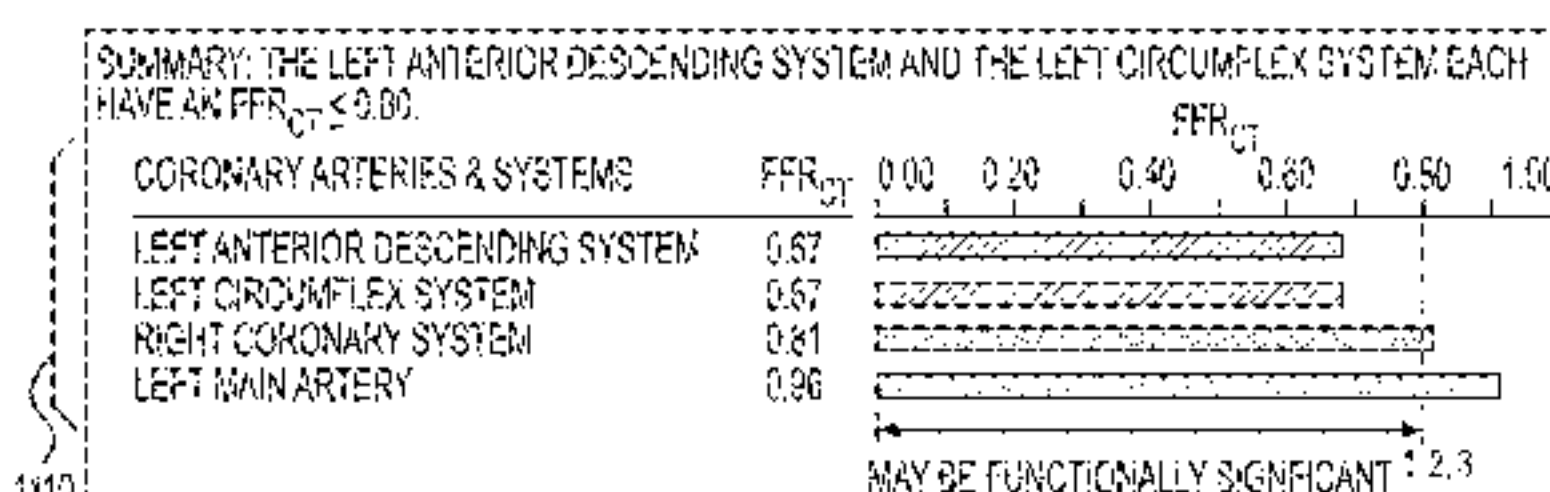 SUMMARY: THE LEFT ANTERIOR DESCENDING SYSTEM AND THE LEFT CIRCUMFLEX SYSTEM EACH
HAVE AN FFRCT ≤ 0.80.
FFRCT
CORONARY ARTERIES & SYSTEMS FFRCT 0.00 0.20 0.40 0.60 0.80 1.00
LEFT ANTERIOR DESCENDING SYSTEM 0.67
LEFT CIRCUMFLEX SYSTEM 0.67
RIGHT CORONARY SYSTEM 0.81
LEFT MAIN ARTERY 0.96
MAY BE FUNCTIONALLY SIGNIFICANT 1,2,3